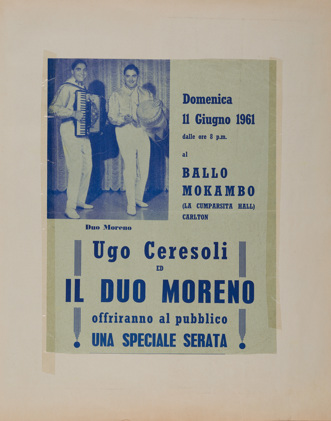 Domenica
11 Giugno 1961
dalle ore 8 p.m.
al
BALLO
MOKAMBO
(LA CUMPARSITA HALL)
CARLTON
Duo Moreno
Ugo Ceresoli
ED
IL DUO MORENO
offriranno al pubblico
! UNA SPECIALE SERATA !